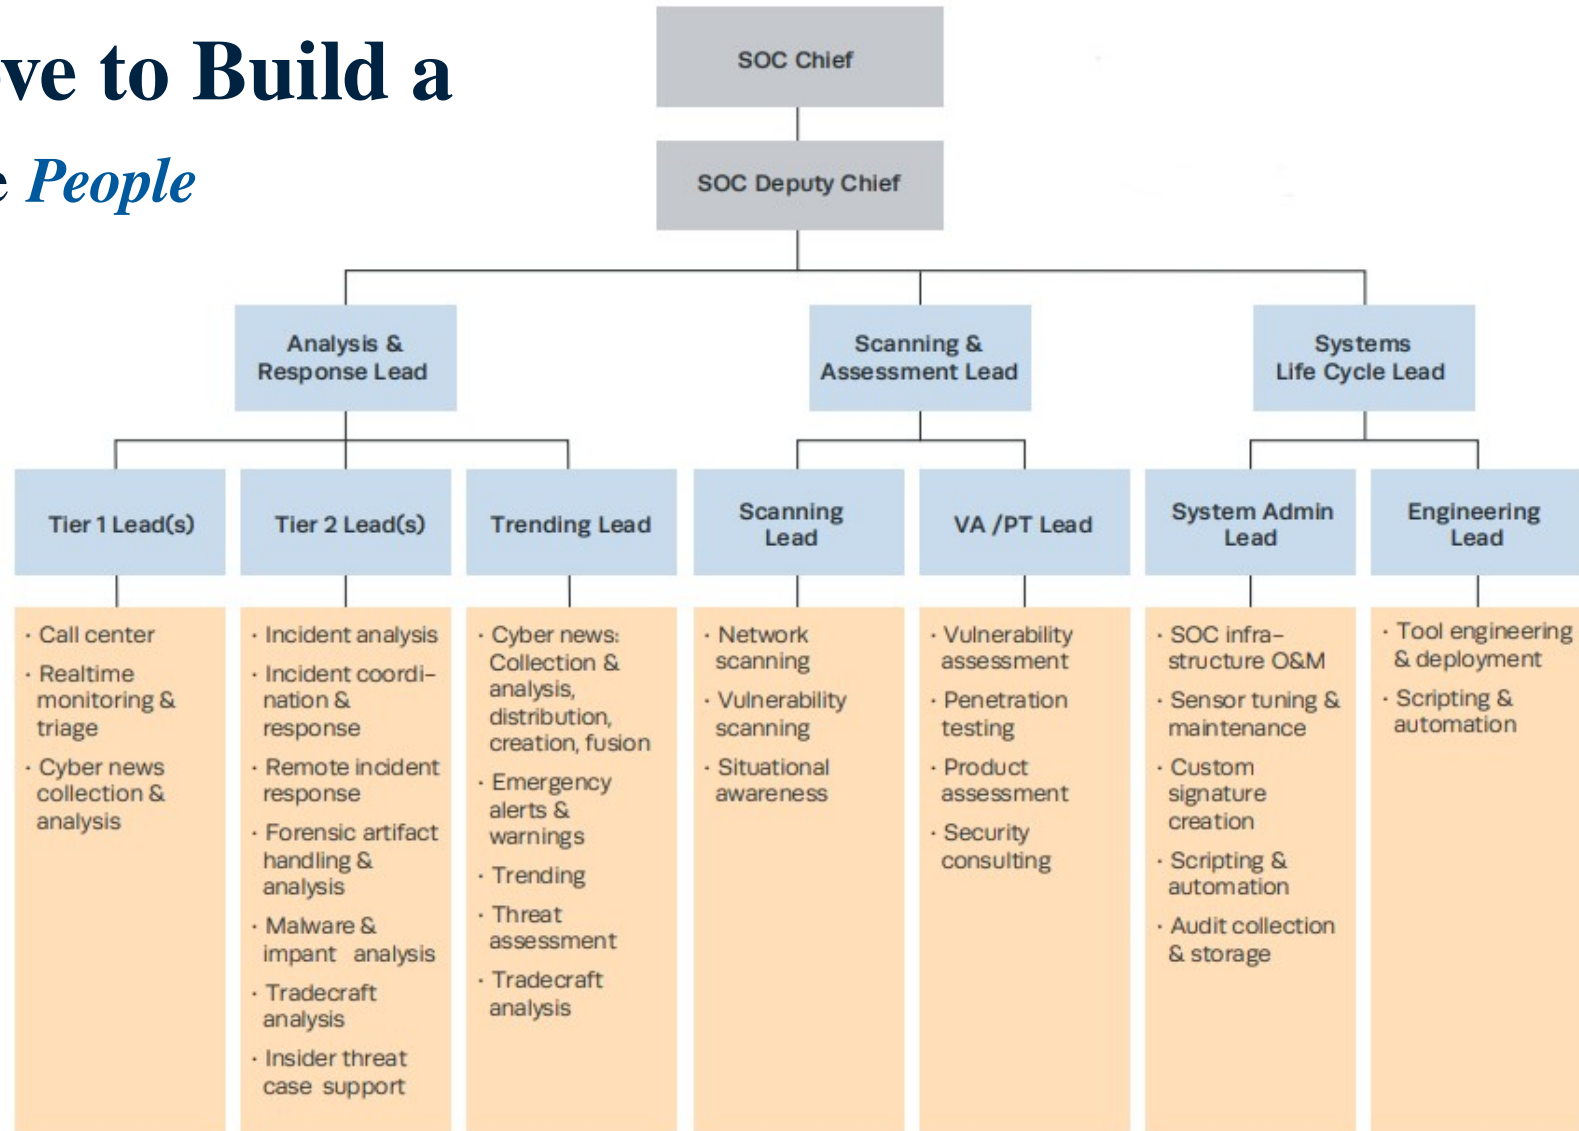 ve to Build a
People
SOC Chief
SOC Deputy Chief
Analysis &
Response Lead
Scanning &
Assessment Lead
Systems
Life Cycle Lead
Tier 1 Lead(s)
Tier 2 Lead(s)
Trending Lead
Scanning
Lead
VA /PT Lead
System Admin
Lead
Engineering
Lead
· Call center
· Realtime
monitoring &
triage
· Cyber news
collection &
analysis
· Incident analysis
· Incident coordi-
nation &
response
· Remote incident
response
· Forensic artifact
handling &
analysis
· Malware &
impant analysis
· Tradecraft
analysis
· Insider threat
case support
· Cyber news:
Collection &
analysis,
distribution,
creation, fusion
· Emergency
alerts &
warnings
· Trending
· Threat
assessment
· Tradecraft
analysis
· Network
scanning
· Vulnerability
scanning
· Situational
awareness
· Vulnerability
assessment
· Penetration
testing
· Product
assessment
· Security
consulting
· SOC infra-
structure O&M
· Sensor tuning &
maintenance
· Custom
signature
creation
· Scripting &
automation
· Audit collection
& storage
· Tool engineering
& deployment
· Scripting &
automation